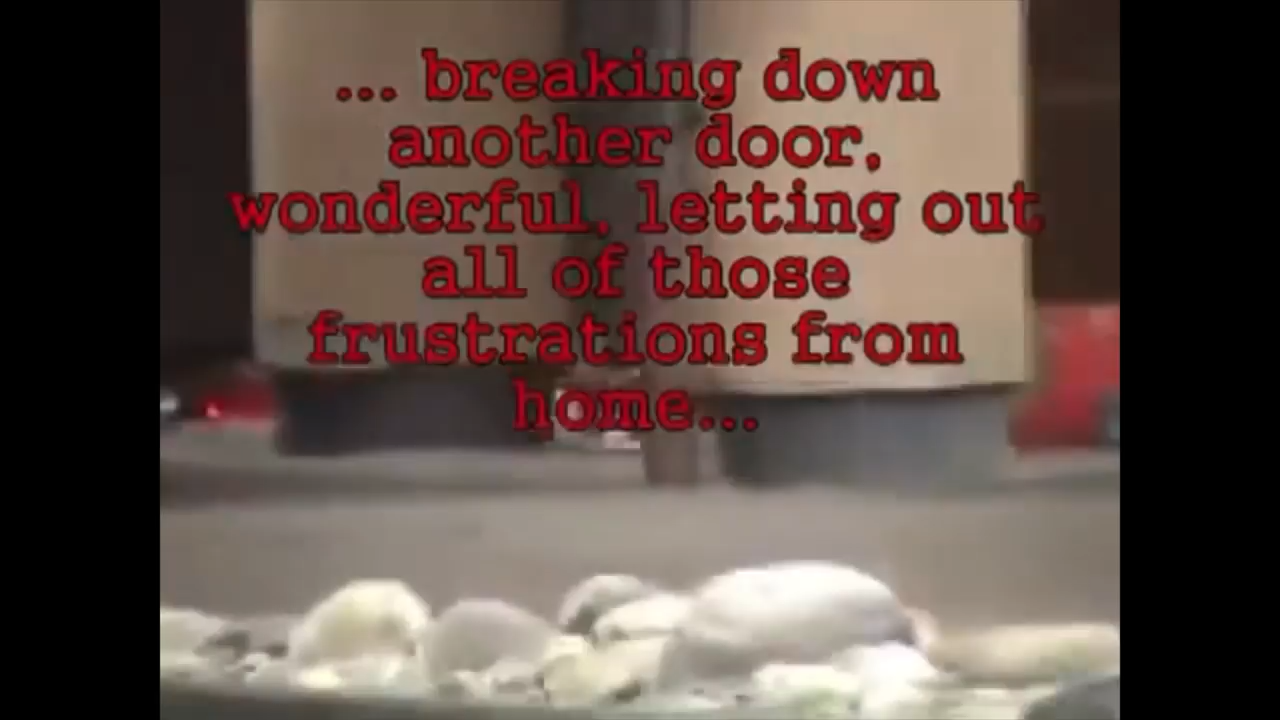 ... breaking down
another door,
wonderful, letting out
all of those
frustrations from
home...